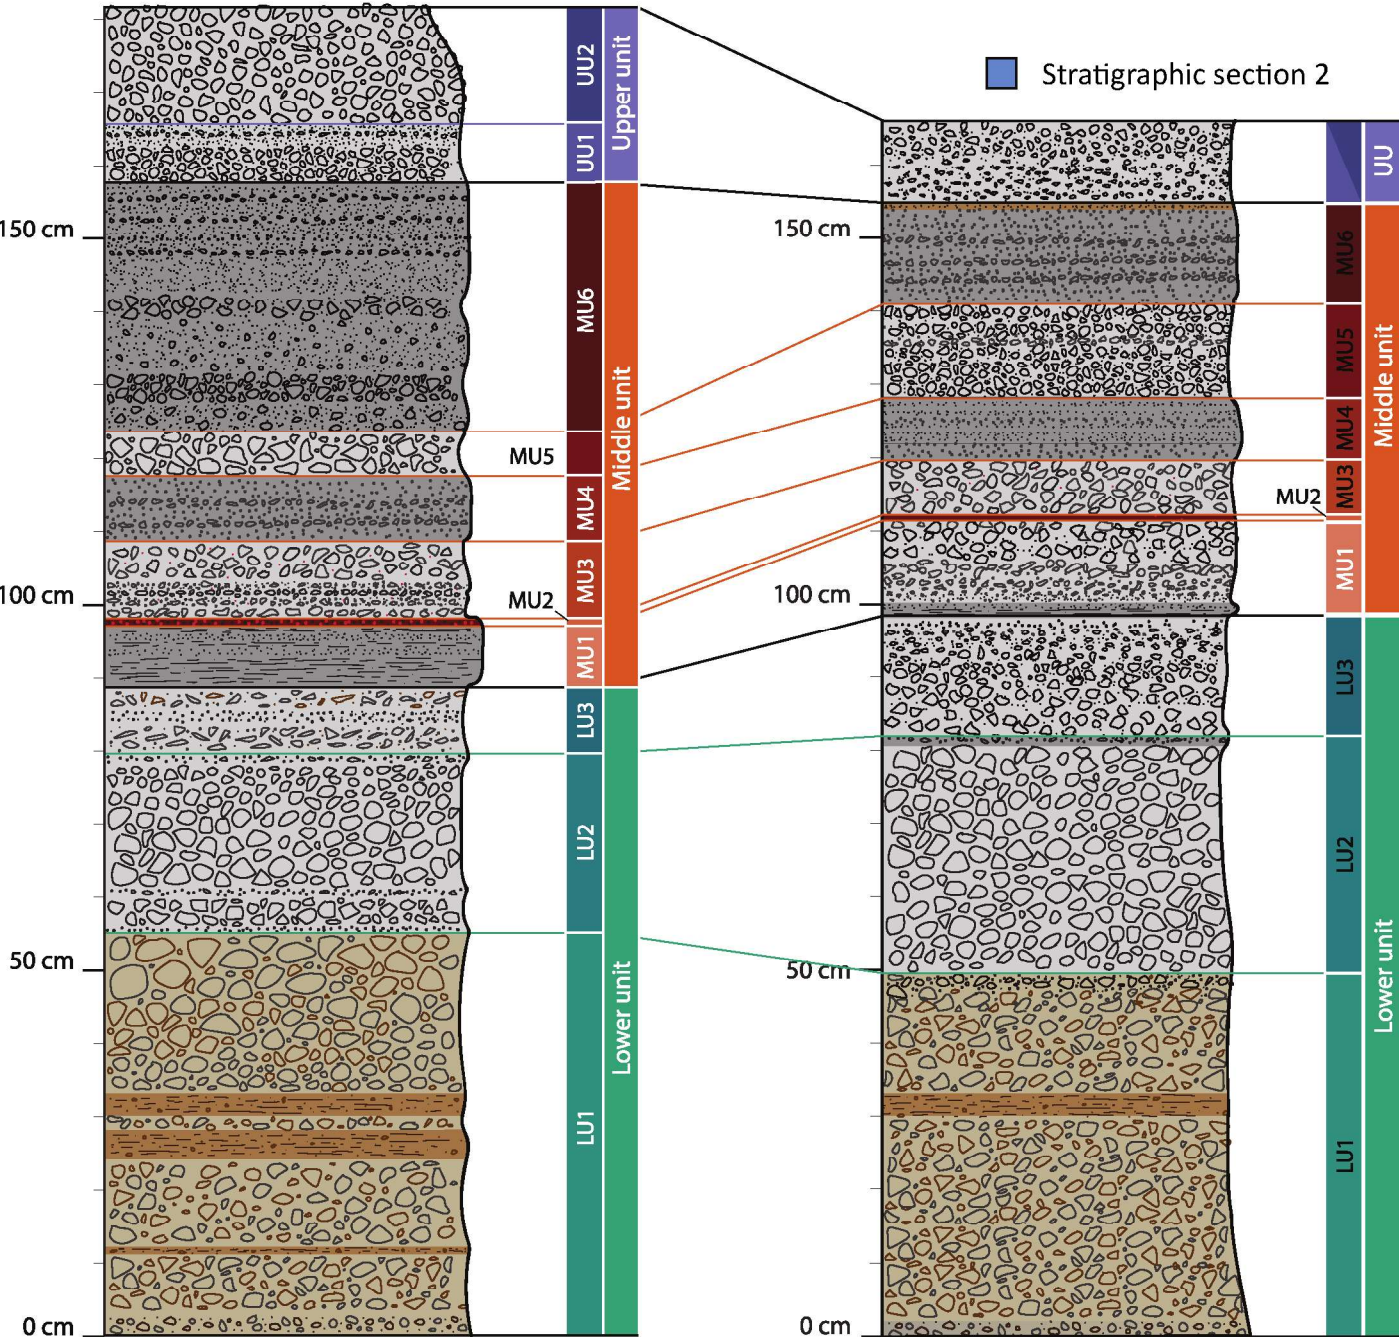 Stratigraphic section 2
150 cm
100 cm
50 cm
0 cm
UU2
UU1
MU6
MU5
MU4
MU3
MU2
MU1
LU3
LU2
LU1
Upper unit
Middle unit
Lower unit
150 cm
100 cm
50 cm
0 cm
MU6
MU5
MU4
MU3
MU2
MU1
LU3
LU2
LU1
UU
Middle unit
Lower unit